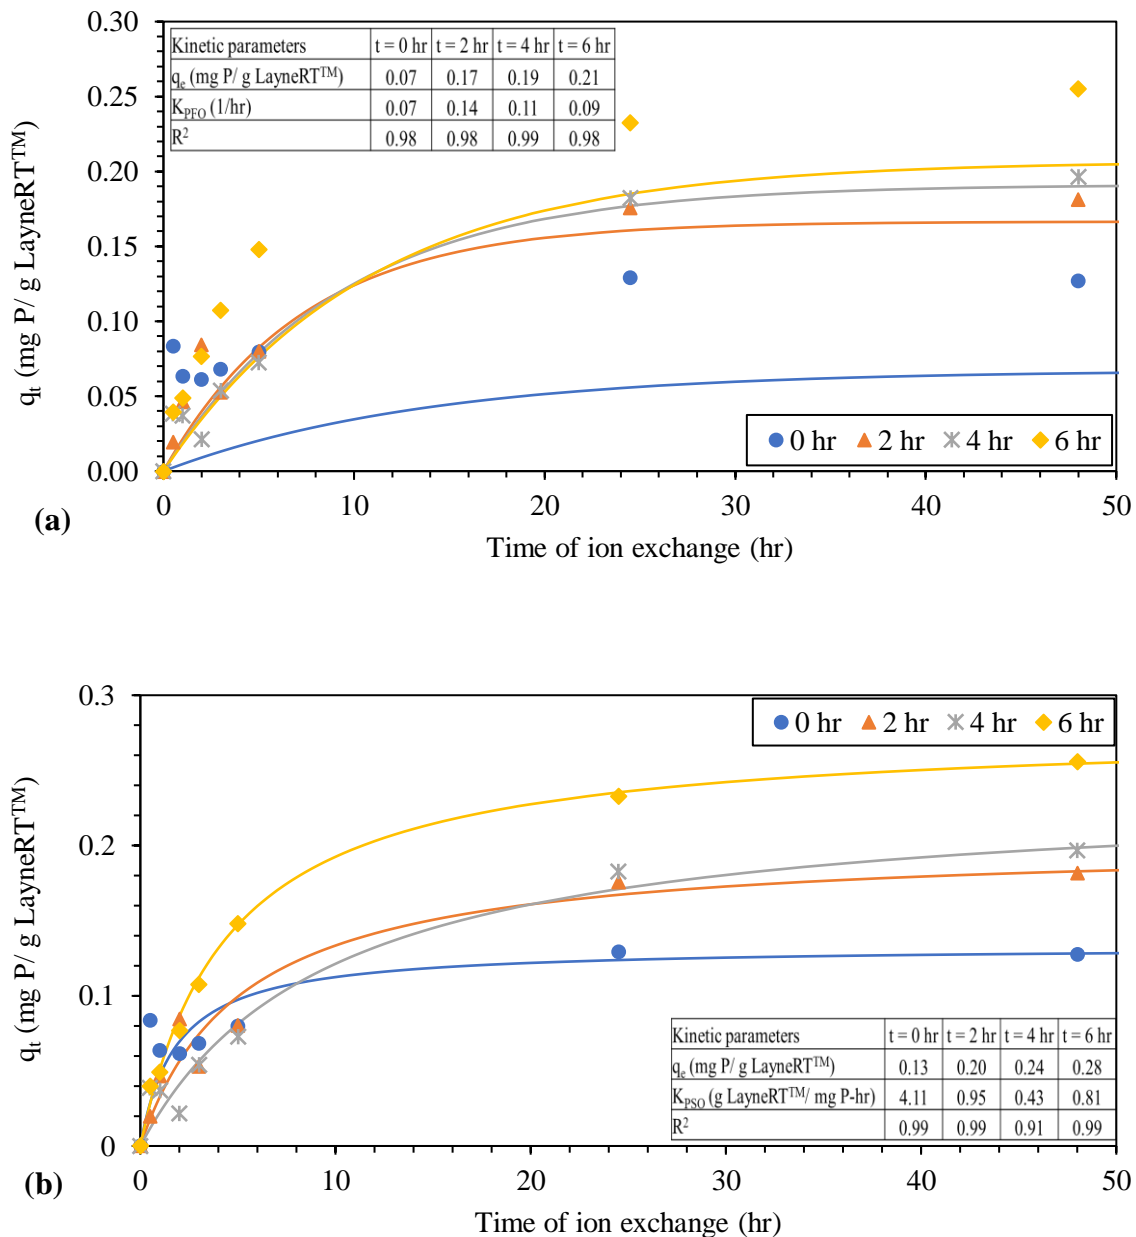 0.30
0.25
0.20
0.15
0.10
0.05
0.00
qt (mg P/ g LayneRT™)
Kinetic parameters t = 0 hr t = 2 hr t = 4 hr t = 6 hr
qe (mg P/ g LayneRT™) 0.07 0.17 0.19 0.21
KPFO (1/hr) 0.07 0.14 0.11 0.09
R² 0.98 0.98 0.99 0.98
0 hr 2 hr 4 hr 6 hr
0 10 20 30 40 50
(a)
Time of ion exchange (hr)
0.3
0.2
0.1
0
qt (mg P/ g LayneRT™)
0 hr 2 hr 4 hr 6 hr
Kinetic parameters t = 0 hr t = 2 hr t = 4 hr t = 6 hr
qe (mg P/ g LayneRT™) 0.13 0.20 0.24 0.28
KPSO (g LayneRT™/ mg P-hr) 4.11 0.95 0.43 0.81
R² 0.99 0.99 0.91 0.99
0 10 20 30 40 50
(b)
Time of ion exchange (hr)